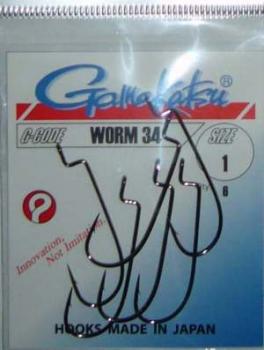 Gamakatsu®
G-CODE
WORM 34
SIZE
1
6
Innovation.
Not Imitation.
HOOKS MADE IN JAPAN